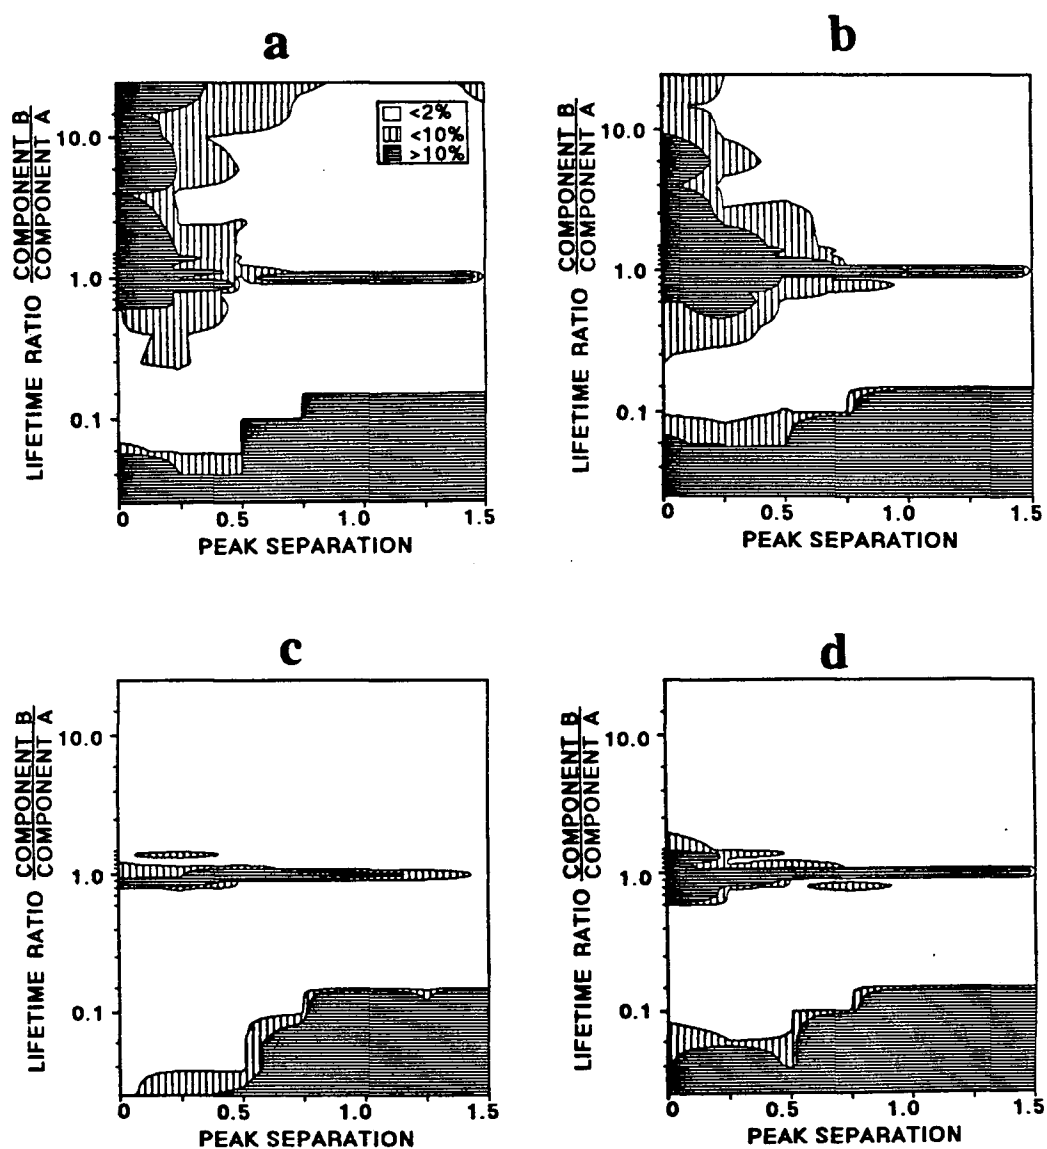 a
LIFETIME RATIO COMPONENT B
COMPONENT A
10.0
1.0
0.1
<2%
<10%
>10%
0
0.5
1.0
1.5
PEAK SEPARATION
b
LIFETIME RATIO COMPONENT B
COMPONENT A
10.0
1.0
0.1
0
0.5
1.0
1.5
PEAK SEPARATION
c
LIFETIME RATIO COMPONENT B
COMPONENT A
10.0
1.0
0.1
0
0.5
1.0
1.5
PEAK SEPARATION
d
LIFETIME RATIO COMPONENT B
COMPONENT A
10.0
1.0
0.1
0
0.5
1.0
1.5
PEAK SEPARATION